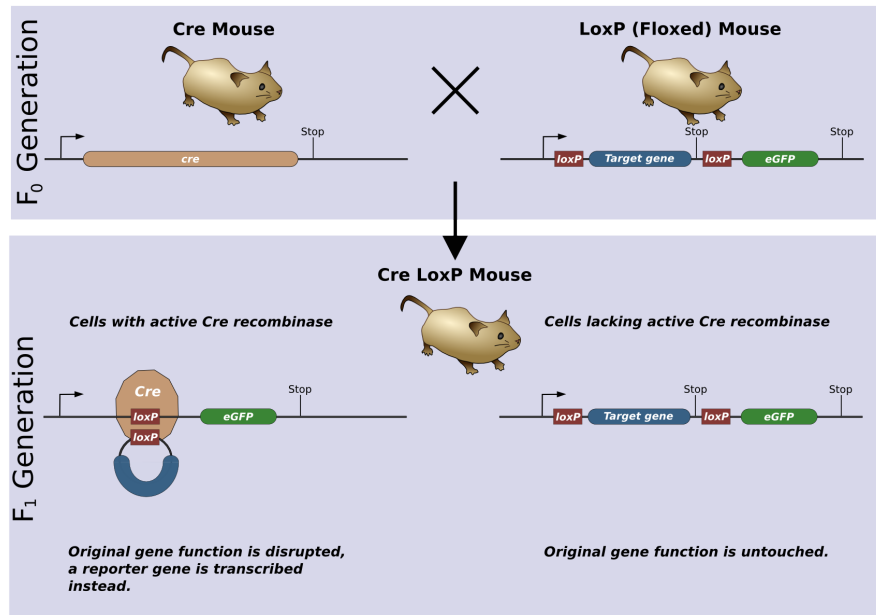 F0 Generation
Cre Mouse
LoxP (Floxed) Mouse
Stop
cre
Stop
Stop
loxP
Target gene
loxP
eGFP
F1 Generation
Cre LoxP Mouse
Cells with active Cre recombinase
Cells lacking active Cre recombinase
Cre
loxP
eGFP
Stop
loxP
Stop
Stop
loxP
Target gene
loxP
eGFP
Original gene function is disrupted,
a reporter gene is transcribed
instead.
Original gene function is untouched.